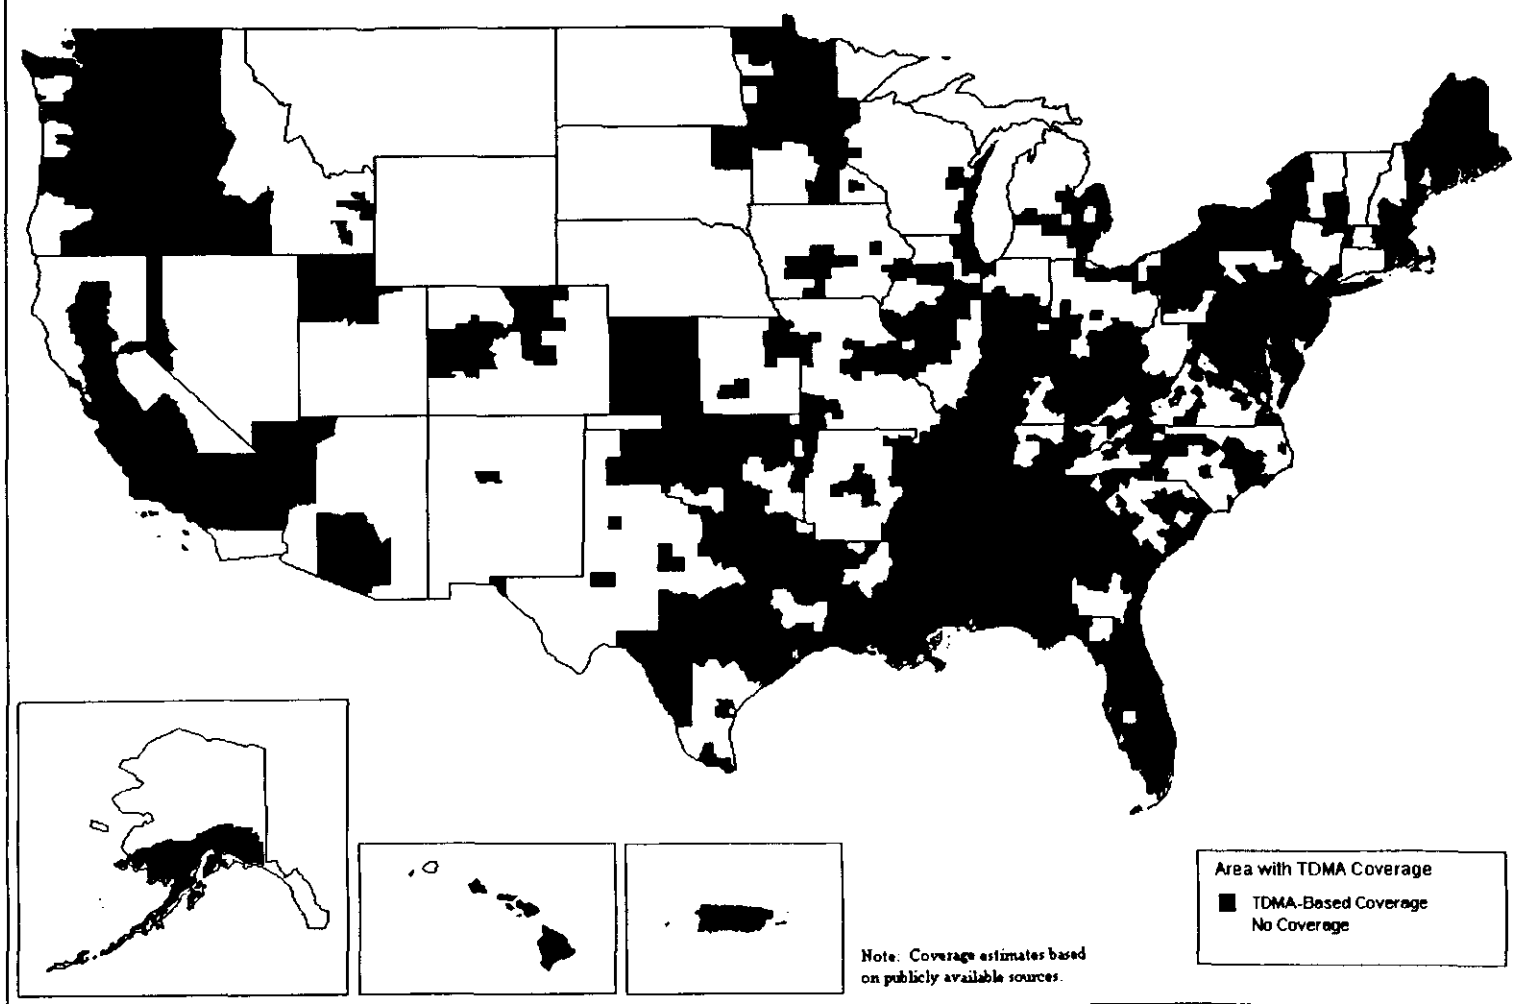 Note: Coverage estimates based
on publicly available sources.
Area with TDMA Coverage
TDMA-Based Coverage
No Coverage